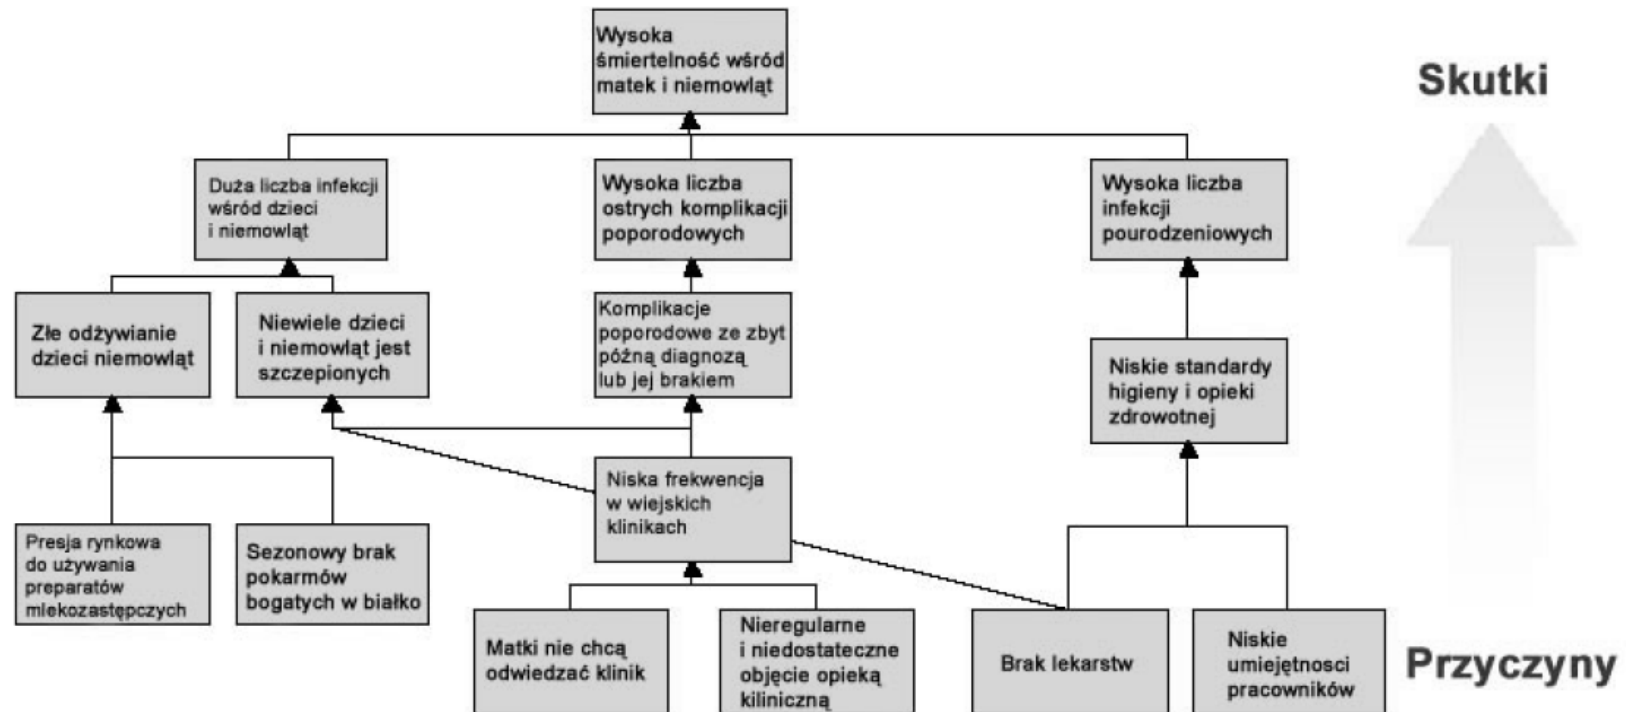 Wysoka
śmiertelność wśród
matek i niemowląt
Skutki
Duża liczba infekcji
wśród dzieci
i niemowląt
Wysoka liczba
ostrych komplikacji
poporodowych
Wysoka liczba
infekcji
pourodzeniowych
Złe odżywianie
dzieci niemowląt
Niewiele dzieci
i niemowląt jest
szczepionych
Komplikacje
poporodowe ze zbyt
późną diagnozą
lub jej brakiem
Niskie standardy
higieny i opieki
zdrowotnej
Niska frekwencja
w wiejskich
klinikach
Presja rynkowa
do używania
preparatów
mlekozastępczych
Sezonowy brak
pokarmów
bogatych w białko
Matki nie chcą
odwiedzać klinik
Nieregularne
i niedostateczne
objęcie opieką
kiliniczną
Brak lekarstw
Niskie
umiejętnosci
pracowników
Przyczyny